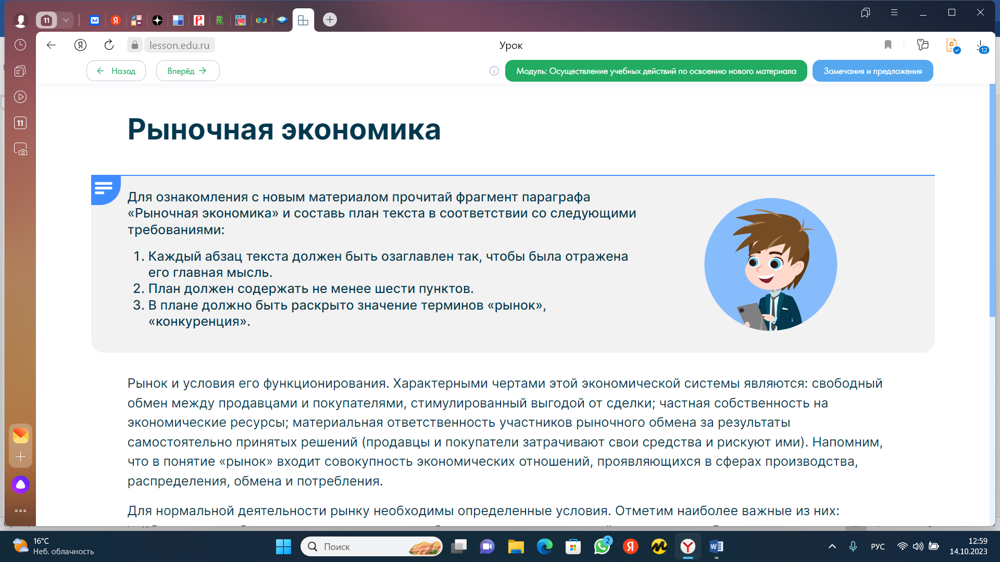 11
lesson.edu.ru
Урок
12
Назад
Вперёд
Модуль: Осуществление учебных действий по освоению нового материала
Замечания и предложения
11
Рыночная экономика
Для ознакомления с новым материалом прочитай фрагмент параграфа
«Рыночная экономика» и составь план текста в соответствии со следующими
требованиями:
1. Каждый абзац текста должен быть озаглавлен так, чтобы была отражена
его главная мысль.
2. План должен содержать не менее шести пунктов.
3. В плане должно быть раскрыто значение терминов «рынок»,
«конкуренция».
Рынок и условия его функционирования. Характерными чертами этой экономической системы являются: свободный
обмен между продавцами и покупателями, стимулированный выгодой от сделки; частная собственность на
экономические ресурсы; материальная ответственность участников рыночного обмена за результаты
самостоятельно принятых решений (продавцы и покупатели затрачивают свои средства и рискуют ими). Напомним,
что в понятие «рынок» входит совокупность экономических отношений, проявляющихся в сферах производства,
распределения, обмена и потребления.
Для нормальной деятельности рынку необходимы определенные условия. Отметим наиболее важные из них:
16°C
Неб. облачность
Поиск
2
РУС
12:59
14.10.2023